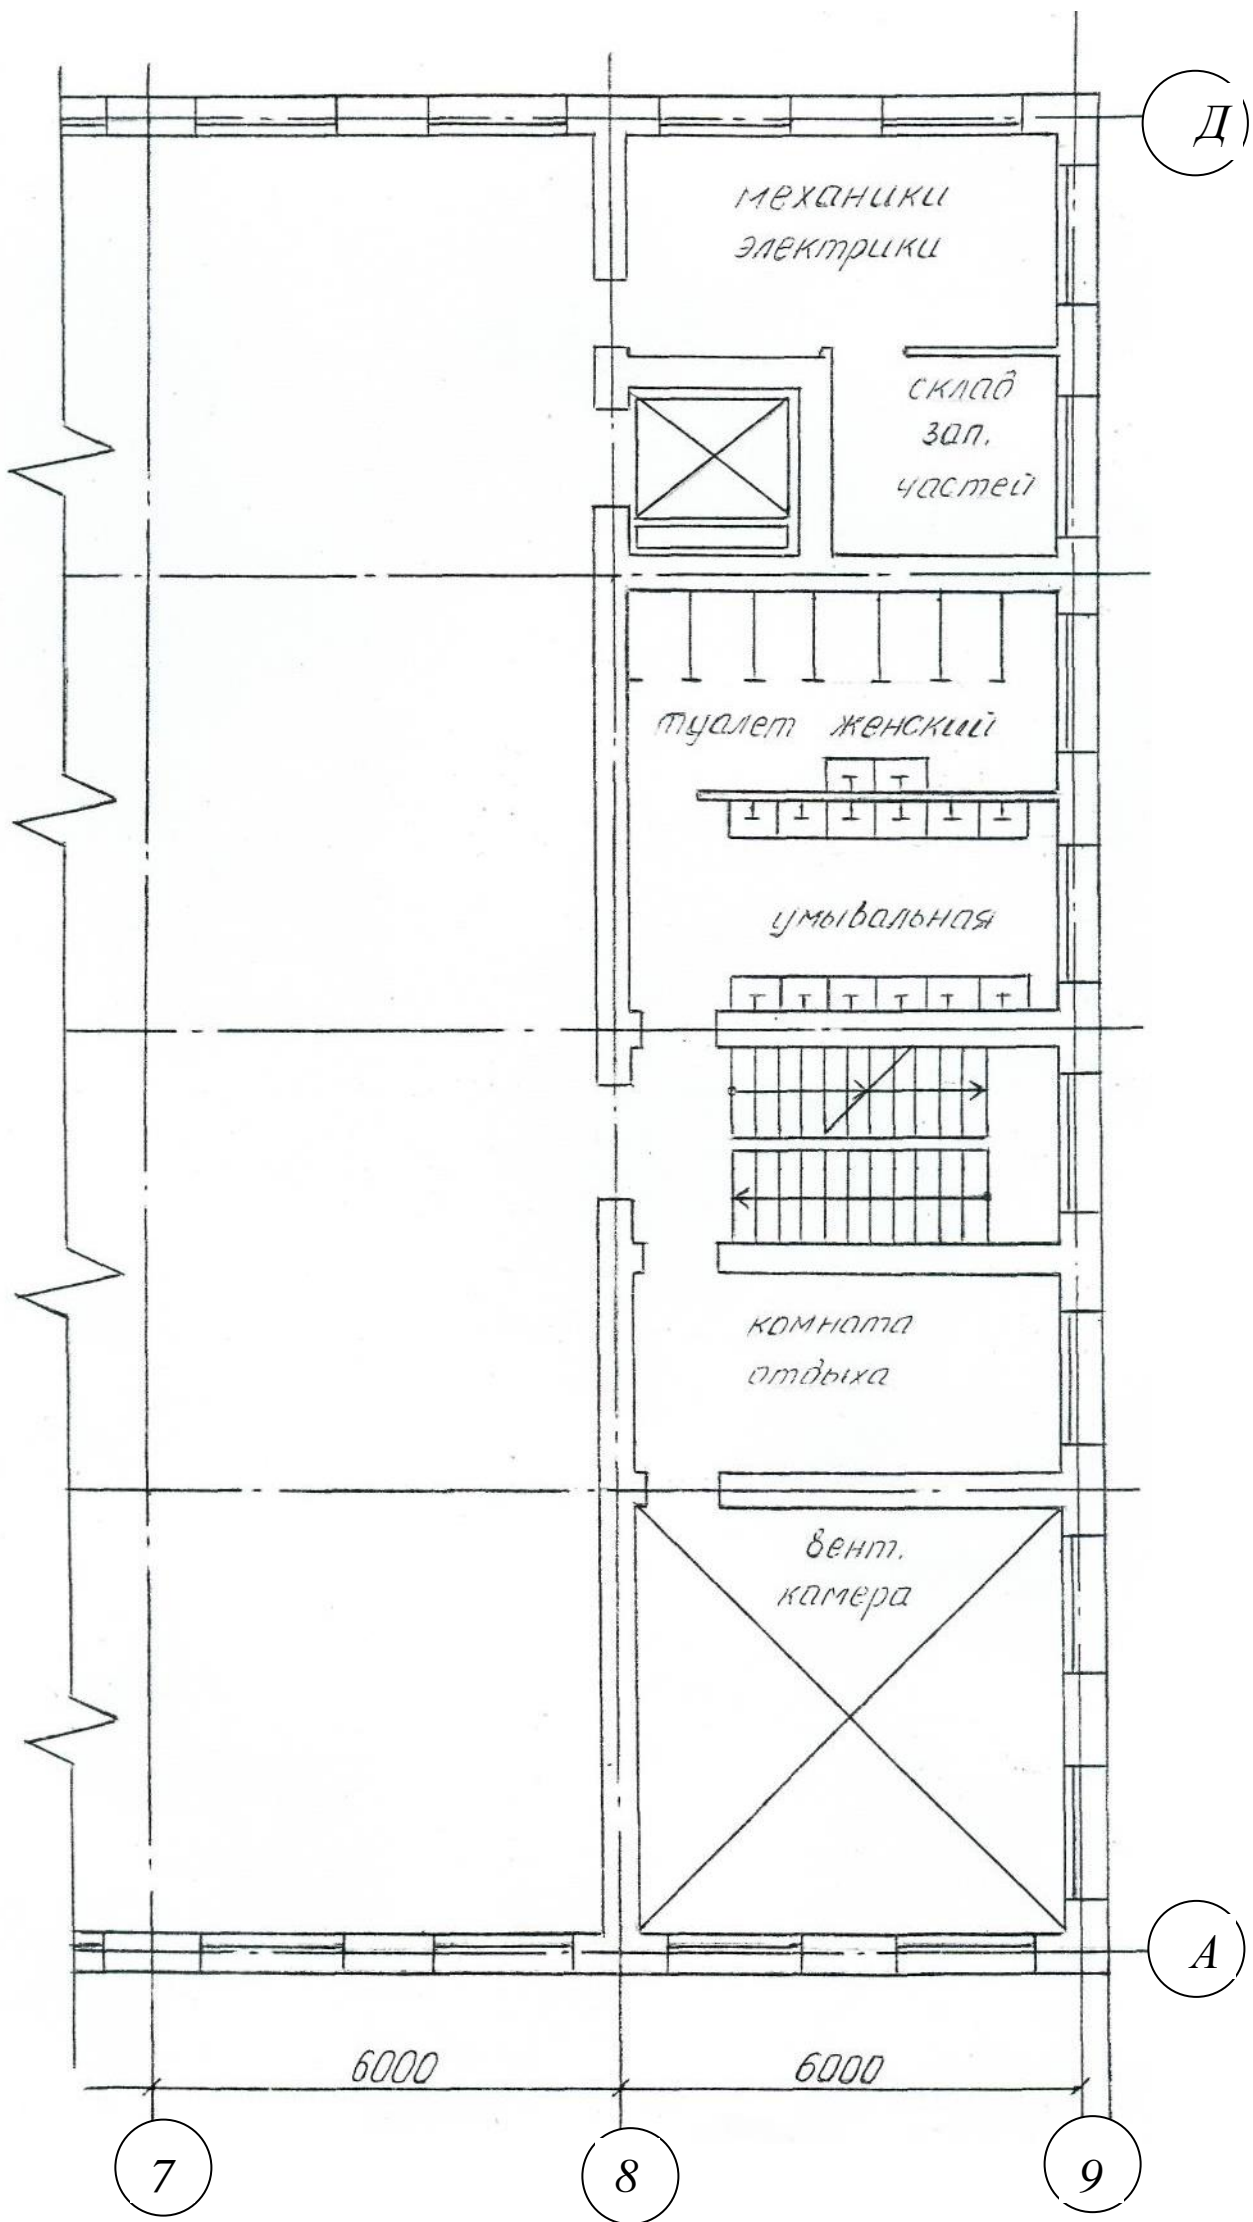 Д
механики
электрики
склад
зап.
частей
туалет женский
умывальная
комната
отдыха
вент.
камера
А
6000 6000
7 8 9